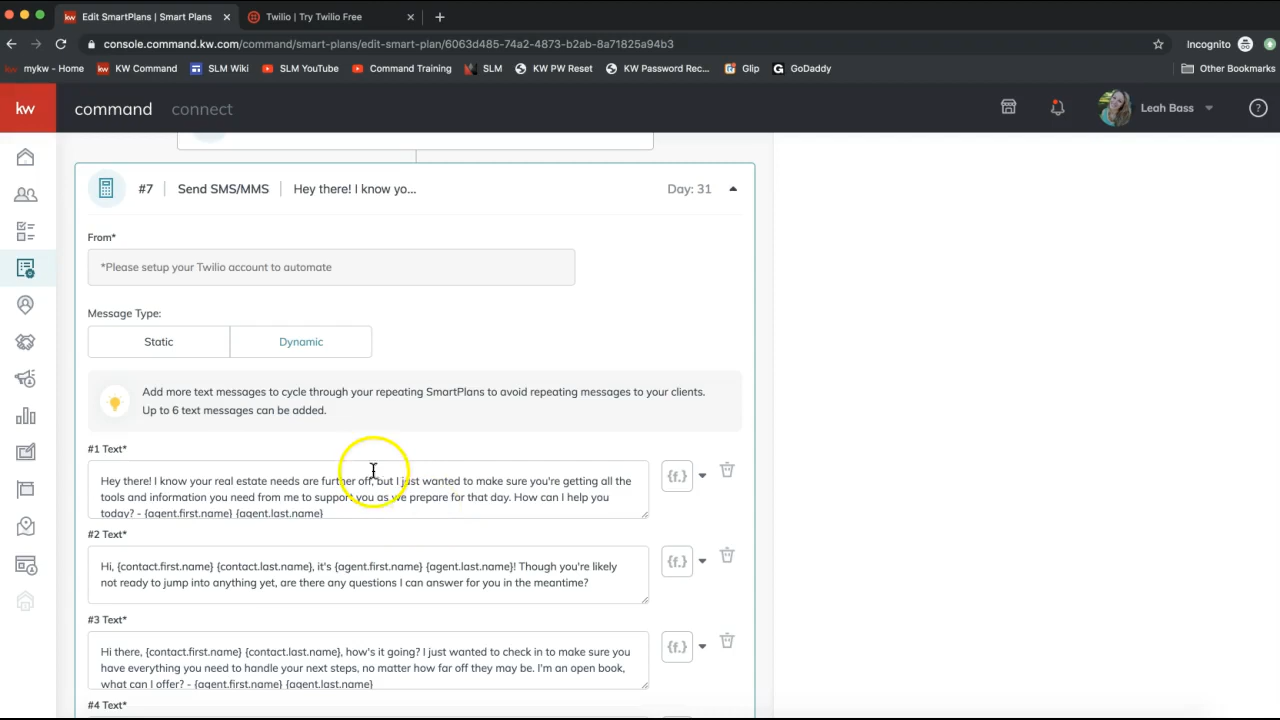 Edit SmartPlans | Smart Plans
Twilio | Try Twilio Free
console.command.kw.com/command/smart-plans/edit-smart-plan/6063d485-74a2-4873-b2ab-8a71825a94b3
Incognito
mykw - Home
KW Command
SLM Wiki
SLM YouTube
Command Training
SLM
KW PW Reset
KW Password Rec...
Glip
GoDaddy
Other Bookmarks
kw
command
connect
Leah Bass
?
#7
Send SMS/MMS
Hey there! I know yo...
Day: 31
From*
*Please setup your Twilio account to automate
Message Type:
Static
Dynamic
Add more text messages to cycle through your repeating SmartPlans to avoid repeating messages to your clients.
Up to 6 text messages can be added.
#1 Text*
Hey there! I know your real estate needs are further off, but I just wanted to make sure you're getting all the
tools and information you need from me to support you as we prepare for that day. How can I help you
today? - {agent.first.name} {agent.last.name}
{f.}
#2 Text*
Hi, {contact.first.name} {contact.last.name}, it's {agent.first.name} {agent.last.name}! Though you're likely
not ready to jump into anything yet, are there any questions I can answer for you in the meantime?
{f.}
#3 Text*
Hi there, {contact.first.name} {contact.last.name}, how's it going? I just wanted to check in to make sure you
have everything you need to handle your next steps, no matter how far off they may be. I'm an open book,
what can I offer? - {agent.first.name} {agent.last.name}
{f.}
#4 Text*